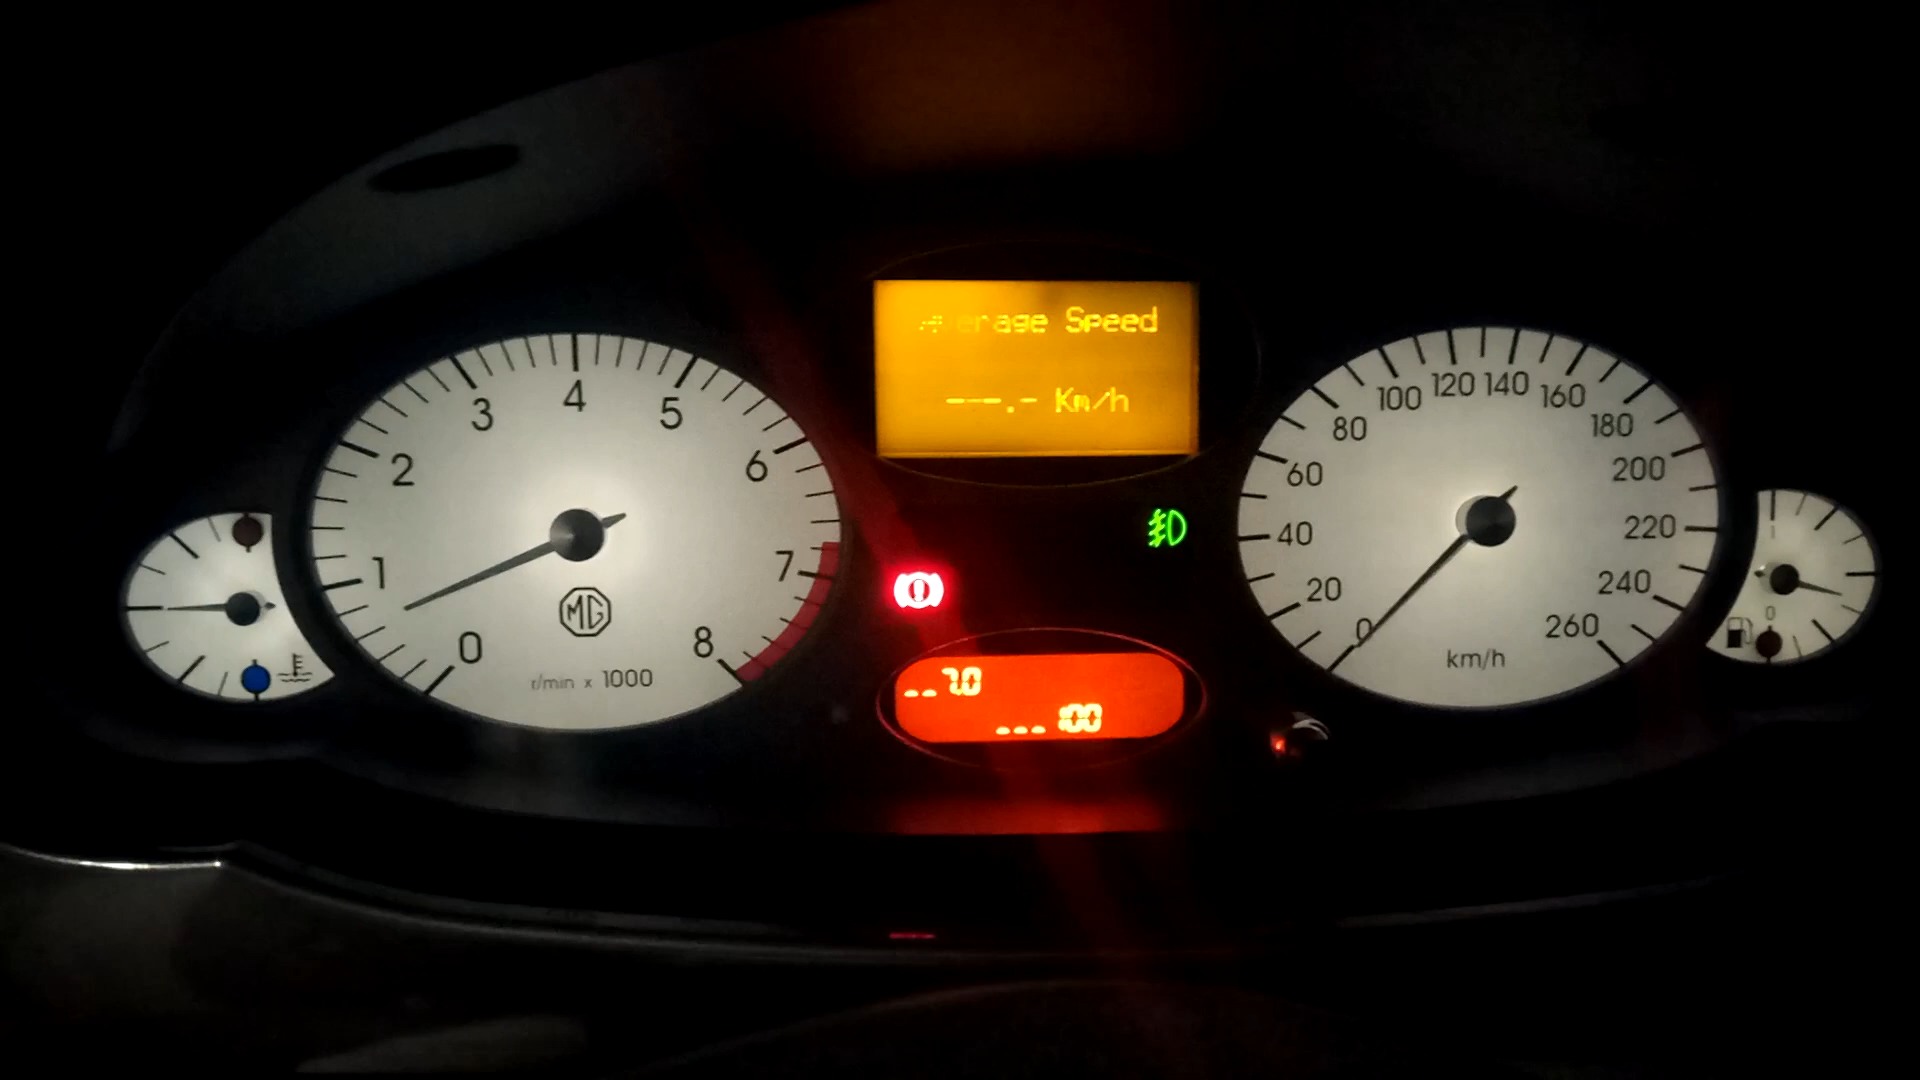 erage Speed
---.- Km/h
0 1 2 3 4 5 6 7 8
MG
r/min x 1000
0 20 40 60 80 100 120 140 160 180 200 220 240 260
km/h
1
0
--7.0
---100